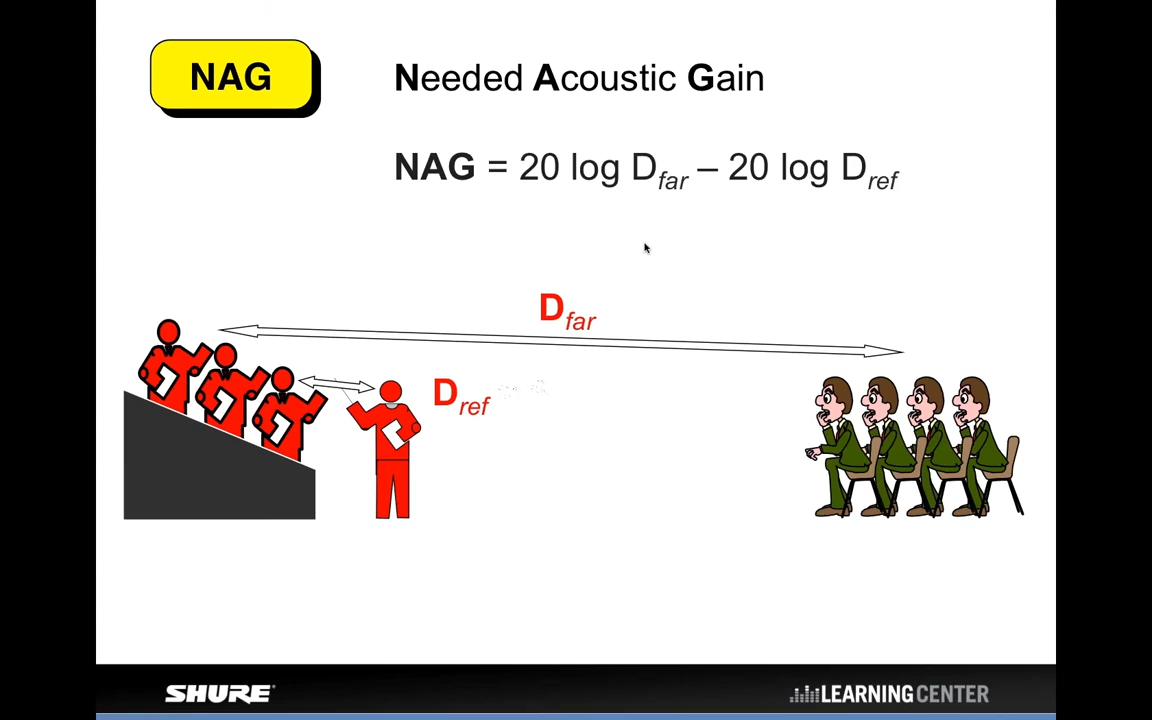 NAG
Needed Acoustic Gain
NAG = 20 log Dfar – 20 log Dref
Dfar
Dref
SHURE
LEARNING CENTER